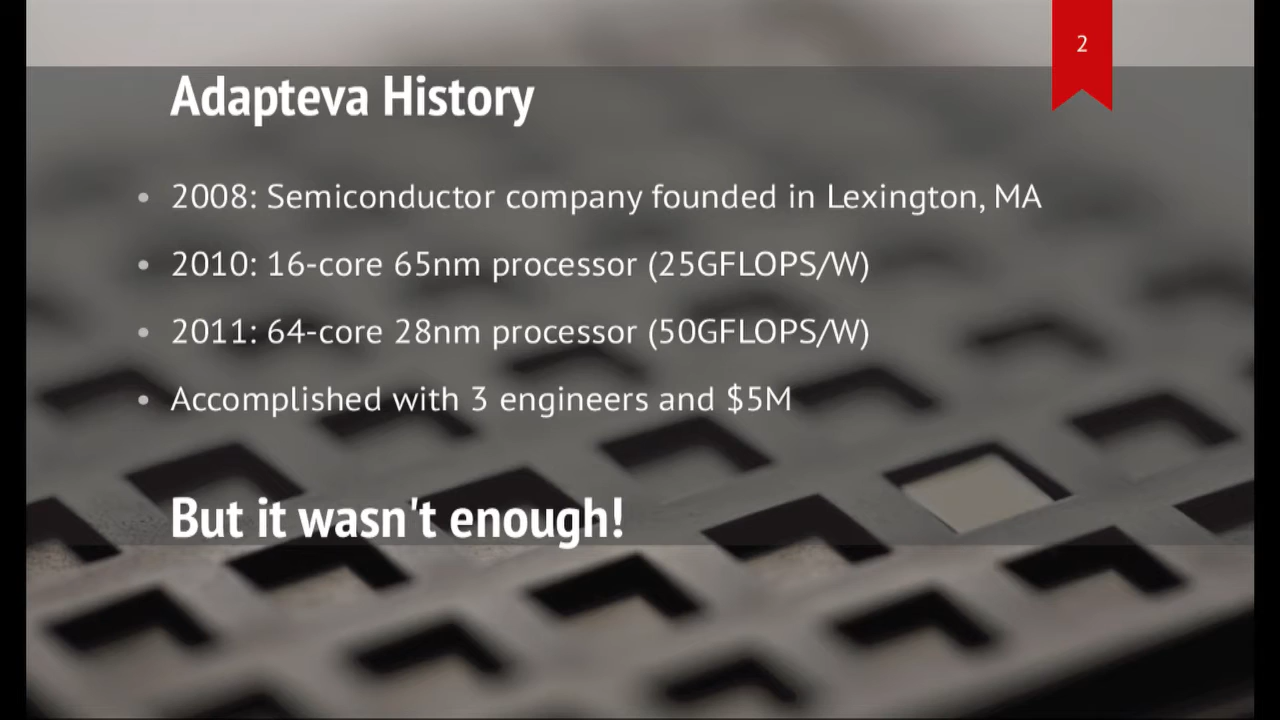 2
Adapteva History
• 2008: Semiconductor company founded in Lexington, MA
• 2010: 16-core 65nm processor (25GFLOPS/W)
• 2011: 64-core 28nm processor (50GFLOPS/W)
• Accomplished with 3 engineers and $5M
But it wasn't enough!